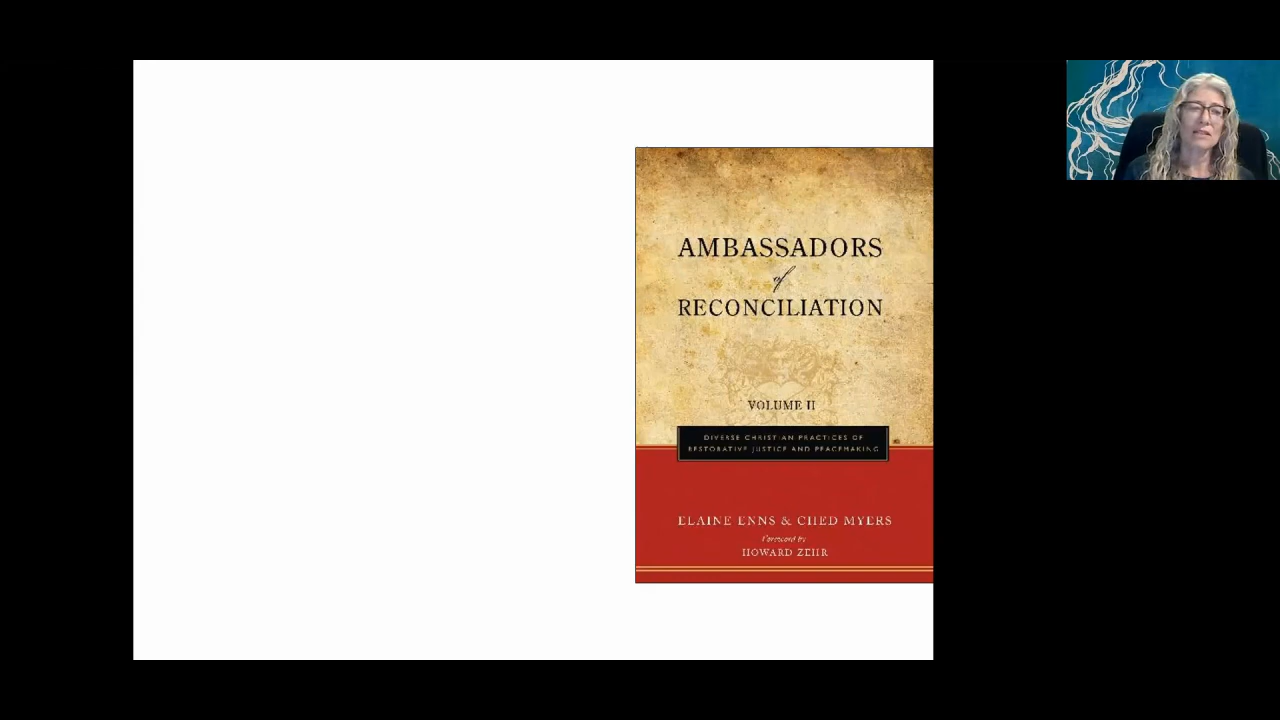 AMBASSADORS
of
RECONCILIATION
VOLUME II
DIVERSE CHRISTIAN PRACTICES OF
RESTORATIVE JUSTICE AND PEACEMAKING
ELAINE ENNS & CHED MYERS
Foreword by
HOWARD ZEHR